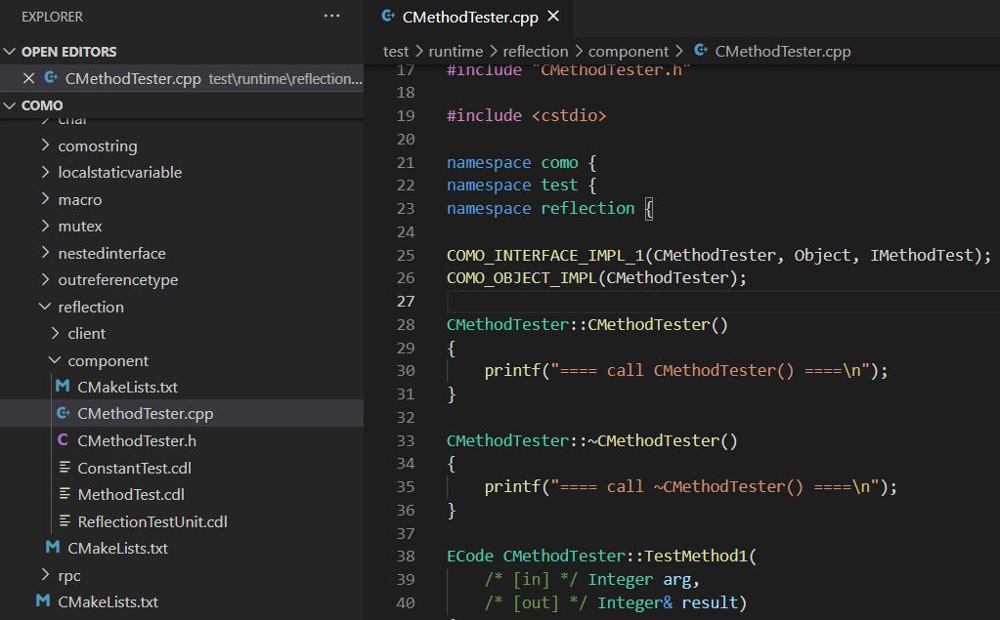 EXPLORER
...
OPEN EDITORS
CMethodTester.cpp test\runtime\reflection...
COMO
char
comostring
localstaticvariable
macro
mutex
nestedinterface
outreferencetype
reflection
client
component
CMakeLists.txt
CMethodTester.cpp
CMethodTester.h
ConstantTest.cdl
MethodTest.cdl
ReflectionTestUnit.cdl
CMakeLists.txt
rpc
CMakeLists.txt
CMethodTester.cpp
test > runtime > reflection > component > CMethodTester.cpp
17 #include "CMethodTester.h"
18
19 #include <cstdio>
20
21 namespace como {
22 namespace test {
23 namespace reflection {
24
25 COMO_INTERFACE_IMPL_1(CMethodTester, Object, IMethodTest);
26 COMO_OBJECT_IMPL(CMethodTester);
27
28 CMethodTester::CMethodTester()
29 {
30     printf("==== call CMethodTester() ====\n");
31 }
32
33 CMethodTester::~CMethodTester()
34 {
35     printf("==== call ~CMethodTester() ====\n");
36 }
37
38 ECode CMethodTester::TestMethod1(
39     /* [in] */ Integer arg,
40     /* [out] */ Integer& result)